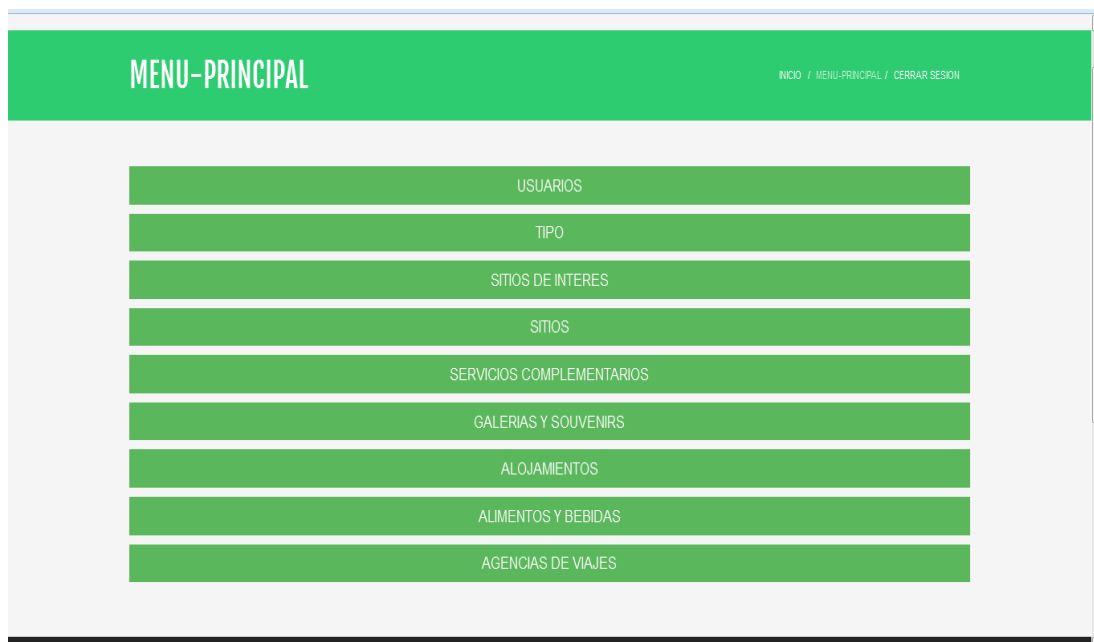 MENU-PRINCIPAL
INICIO / MENU-PRINCIPAL / CERRAR SESION
USUARIOS
TIPO
SITIOS DE INTERES
SITIOS
SERVICIOS COMPLEMENTARIOS
GALERIAS Y SOUVENIRS
ALOJAMIENTOS
ALIMENTOS Y BEBIDAS
AGENCIAS DE VIAJES